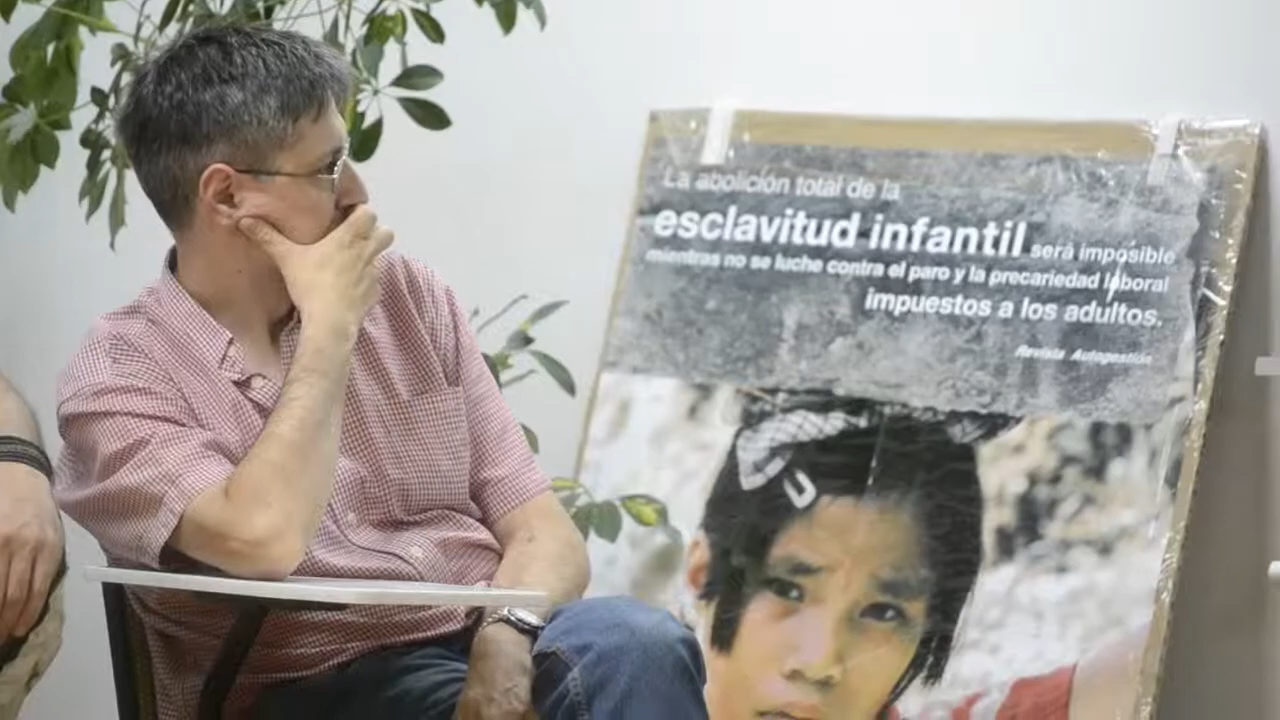 La abolición total de la
esclavitud infantil será imposible
mientras no se luche contra el paro y la precariedad laboral
impuestos a los adultos.
Revista Autogestión